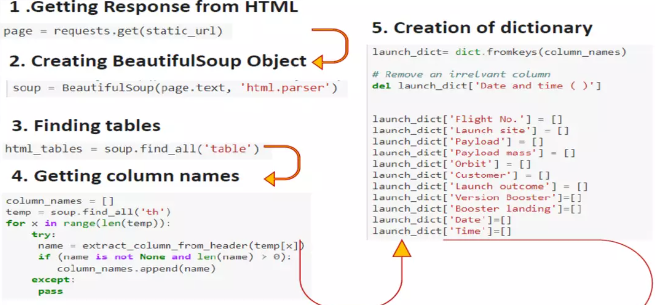 1 .Getting Response from HTML
page = requests.get(static_url)
2. Creating BeautifulSoup Object
soup = BeautifulSoup(page.text, 'html.parser')
3. Finding tables
html_tables = soup.find_all('table')
4. Getting column names
column_names = []
temp = soup.find_all('th')
for x in range(len(temp)):
try:
name = extract_column_from_header(temp[x])
if (name is not None and len(name) > 0):
column_names.append(name)
except:
pass
5. Creation of dictionary
launch_dict= dict.fromkeys(column_names)
# Remove an irrelvant column
del launch_dict['Date and time ( )']
launch_dict['Flight No.'] = []
launch_dict['Launch site'] = []
launch_dict['Payload'] = []
launch_dict['Payload mass'] = []
launch_dict['Orbit'] = []
launch_dict['Customer'] = []
launch_dict['Launch outcome'] = []
launch_dict['Version Booster']=[]
launch_dict['Booster landing']=[]
launch_dict['Date']=[]
launch_dict['Time']=[]